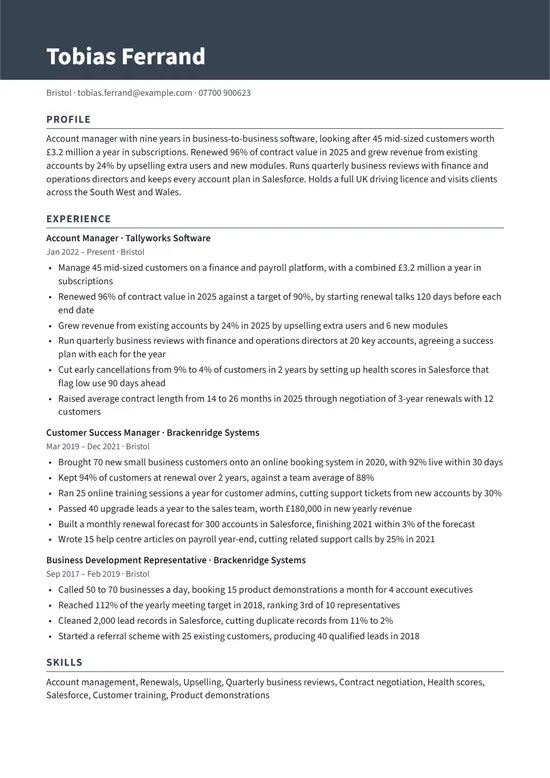 Tobias Ferrand
Bristol · tobias.ferrand@example.com · 07700 900623
PROFILE
Account manager with nine years in business-to-business software, looking after 45 mid-sized customers worth
£3.2 million a year in subscriptions. Renewed 96% of contract value in 2025 and grew revenue from existing
accounts by 24% by upselling extra users and new modules. Runs quarterly business reviews with finance and
operations directors and keeps every account plan in Salesforce. Holds a full UK driving licence and visits clients
across the South West and Wales.
EXPERIENCE
Account Manager · Tallyworks Software
Jan 2022 – Present · Bristol
• Manage 45 mid-sized customers on a finance and payroll platform, with a combined £3.2 million a year in
subscriptions
• Renewed 96% of contract value in 2025 against a target of 90%, by starting renewal talks 120 days before each
end date
• Grew revenue from existing accounts by 24% in 2025 by upselling extra users and 6 new modules
• Run quarterly business reviews with finance and operations directors at 20 key accounts, agreeing a success
plan with each for the year
• Cut early cancellations from 9% to 4% of customers in 2 years by setting up health scores in Salesforce that
flag low use 90 days ahead
• Raised average contract length from 14 to 26 months in 2025 through negotiation of 3-year renewals with 12
customers
Customer Success Manager · Brackenridge Systems
Mar 2019 – Dec 2021 · Bristol
• Brought 70 new small business customers onto an online booking system in 2020, with 92% live within 30 days
• Kept 94% of customers at renewal over 2 years, against a team average of 88%
• Ran 25 online training sessions a year for customer admins, cutting support tickets from new accounts by 30%
• Passed 40 upgrade leads a year to the sales team, worth £180,000 in new yearly revenue
• Built a monthly renewal forecast for 300 accounts in Salesforce, finishing 2021 within 3% of the forecast
• Wrote 15 help centre articles on payroll year-end, cutting related support calls by 25% in 2021
Business Development Representative · Brackenridge Systems
Sep 2017 – Feb 2019 · Bristol
• Called 50 to 70 businesses a day, booking 15 product demonstrations a month for 4 account executives
• Reached 112% of the yearly meeting target in 2018, ranking 3rd of 10 representatives
• Cleaned 2,000 lead records in Salesforce, cutting duplicate records from 11% to 2%
• Started a referral scheme with 25 existing customers, producing 40 qualified leads in 2018
SKILLS
Account management, Renewals, Upselling, Quarterly business reviews, Contract negotiation, Health scores,
Salesforce, Customer training, Product demonstrations